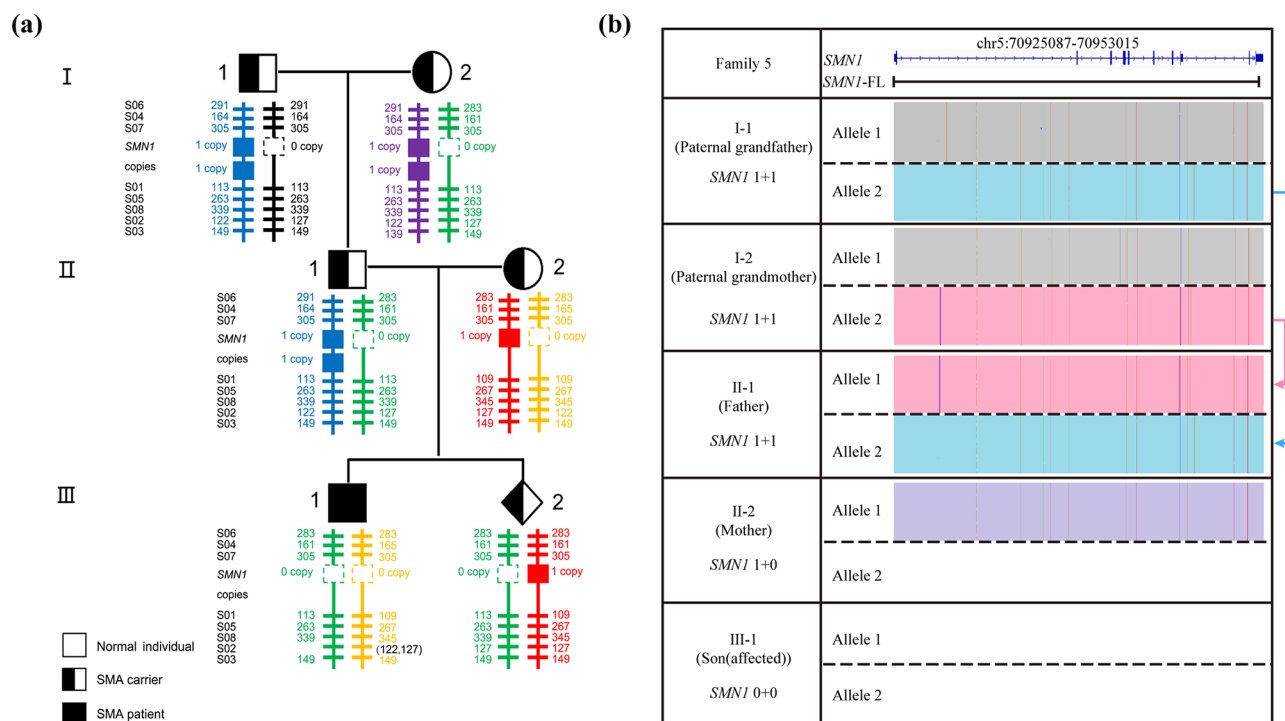 (a)
(b)
I
1
2
S06 291 291 291 283
S04 164 164 164 161
S07 305 305 305 305
SMN1 1 copy 0 copy 1 copy 0 copy
copies 1 copy 1 copy
S01 113 113 113 113
S05 263 263 263 263
S08 339 339 339 339
S02 122 127 122 127
S03 149 149 139 149
II
1
2
S06 291 283 283 283
S04 164 161 161 165
S07 305 305 305 305
SMN1 1 copy 0 copy 1 copy 0 copy
copies 1 copy
S01 113 113 109 109
S05 263 263 267 267
S08 339 339 345 345
S02 122 127 127 122
S03 149 149 149 149
III
1
2
S06 283 283 283 283
S04 161 165 161 161
S07 305 305 305 305
SMN1 0 copy 0 copy 0 copy 1 copy
copies
S01 113 109 113 109
S05 263 267 263 267
S08 339 345 339 345
S02 (122,127) 127 127
S03 149 149 149 149
Normal individual
SMA carrier
SMA patient
Family 5
chr5:70925087-70953015
SMN1
SMN1-FL
I-1
(Paternal grandfather)
SMN1 1+1
Allele 1
Allele 2
I-2
(Paternal grandmother)
SMN1 1+1
Allele 1
Allele 2
II-1
(Father)
SMN1 1+1
Allele 1
Allele 2
II-2
(Mother)
SMN1 1+0
Allele 1
Allele 2
III-1
(Son(affected))
SMN1 0+0
Allele 1
Allele 2